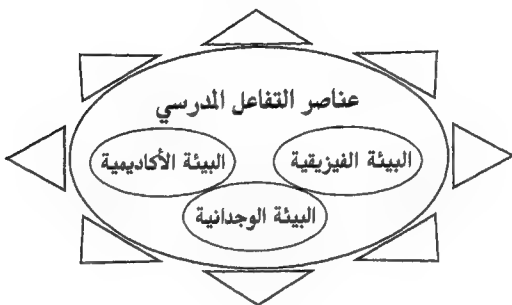 عناصر التفاعل المدرسي
البيئة الفيزيقية
البيئة الأكاديمية
البيئة الوجدانية